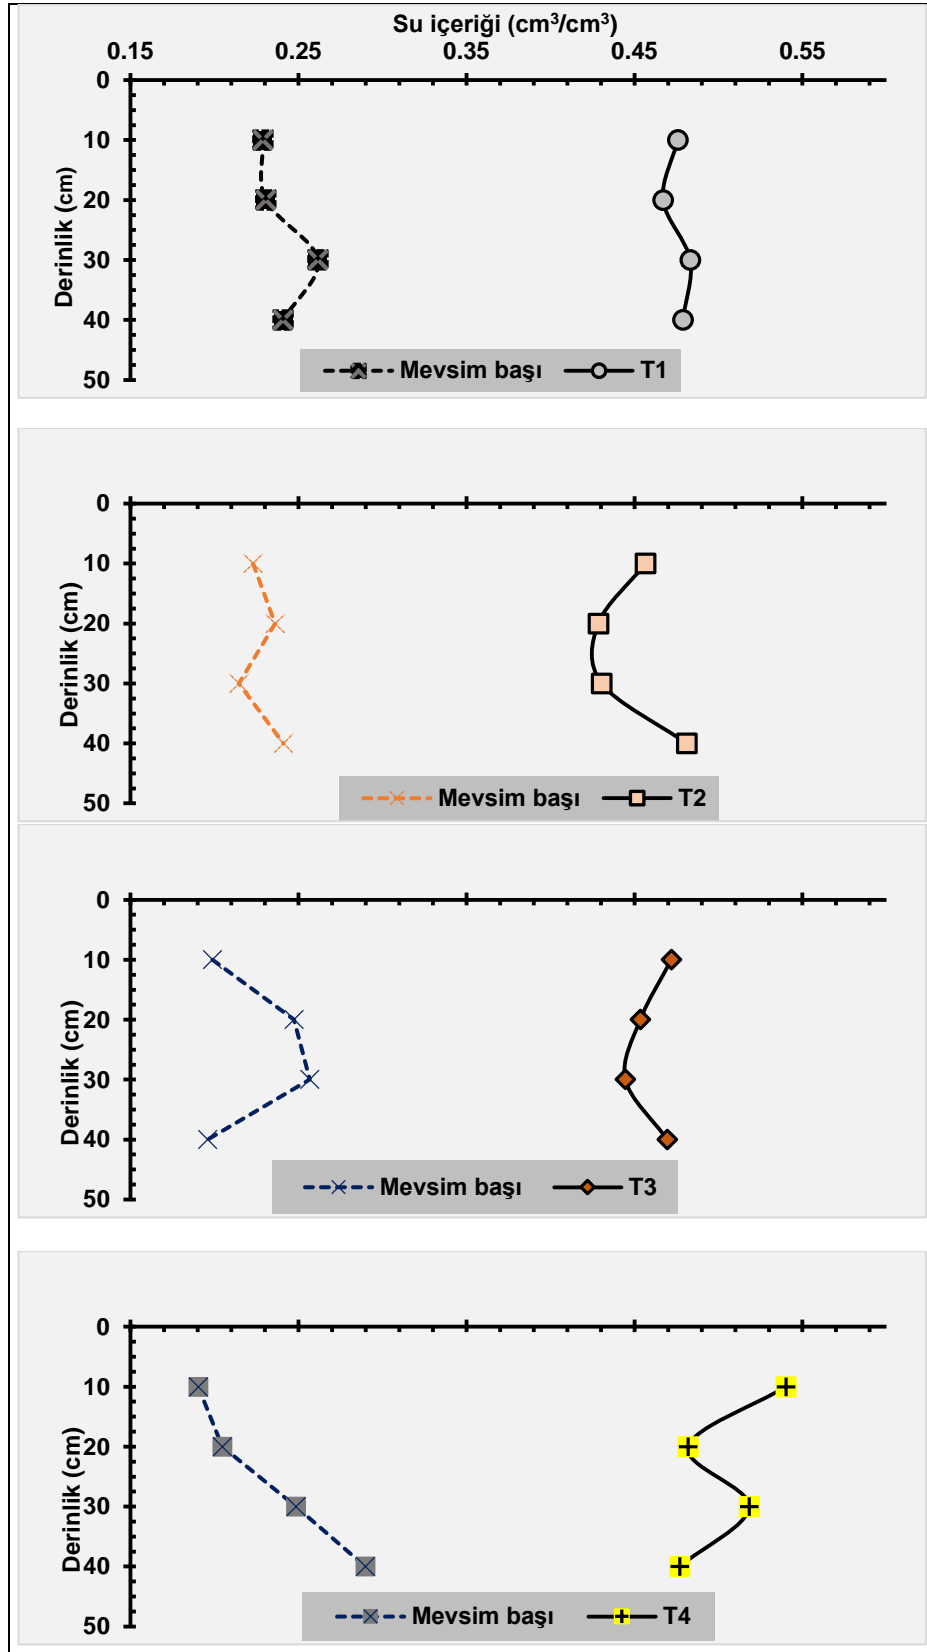 Su içeriği (cm³/cm³)
0.15 0.25 0.35 0.45 0.55
0
10
20
30
40
50
Derinlik (cm)
Mevsim başı T1
0
10
20
30
40
50
Derinlik (cm)
Mevsim başı T2
0
10
20
30
40
50
Derinlik (cm)
Mevsim başı T3
0
10
20
30
40
50
Derinlik (cm)
Mevsim başı T4